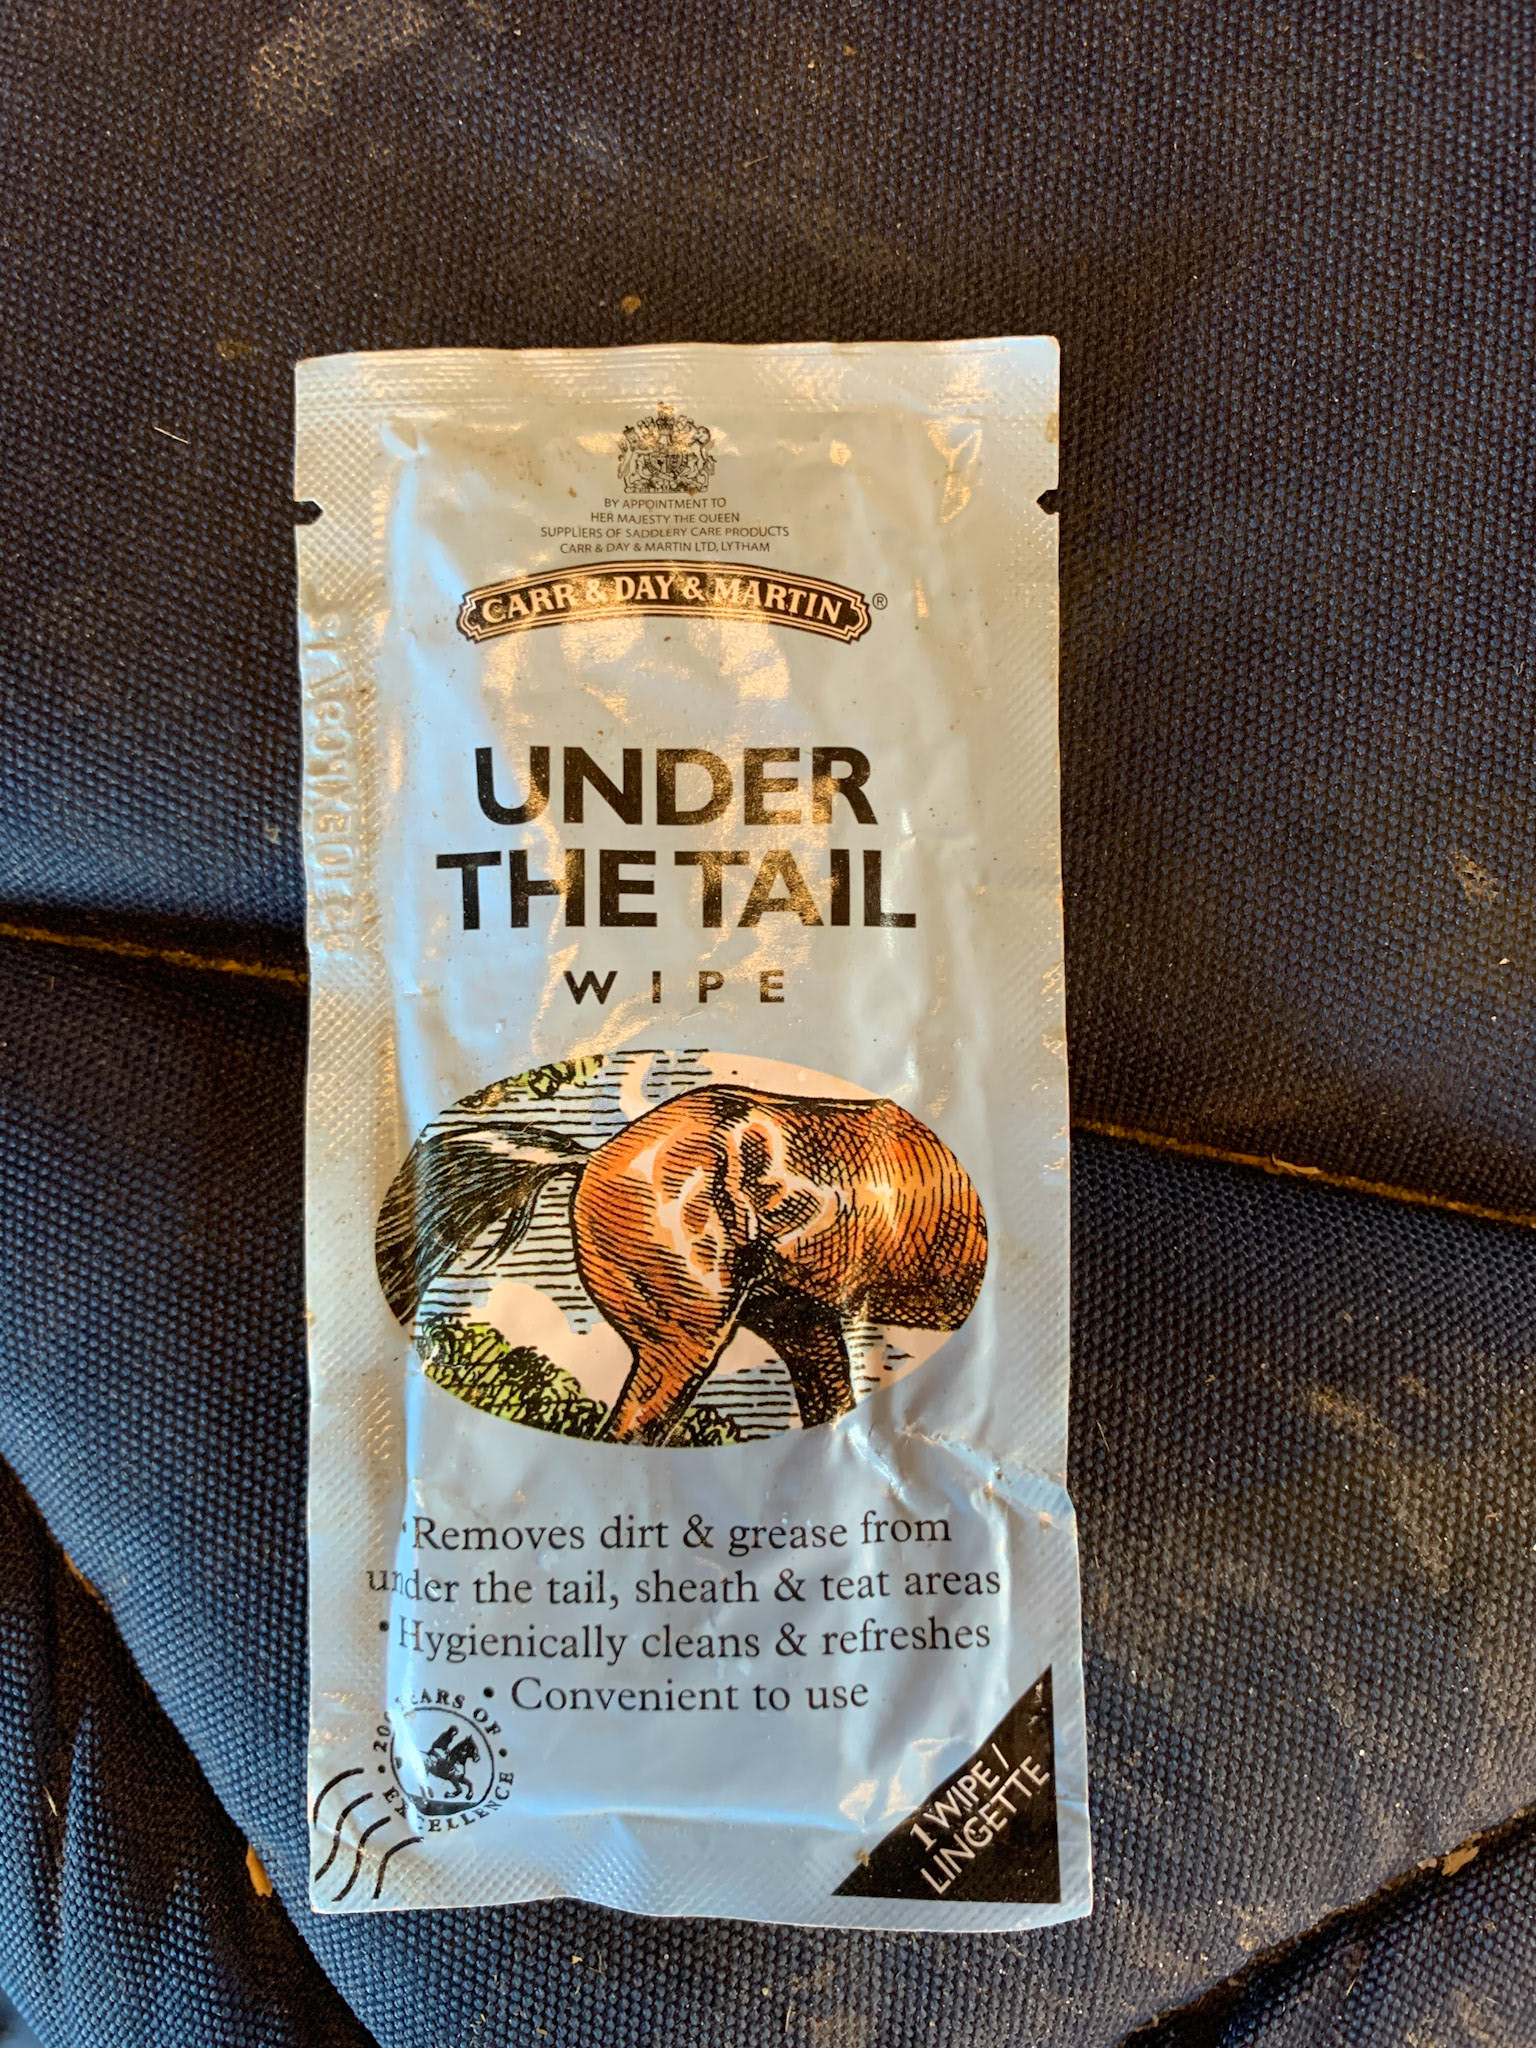 BY APPOINTMENT TO
HER MAJESTY THE QUEEN
SUPPLIERS OF SADDLERY CARE PRODUCTS
CARR & DAY & MARTIN LTD, LYTHAM
CARR & DAY & MARTIN ®
UNDER
THE TAIL
WIPE
• Removes dirt & grease from
under the tail, sheath & teat areas
• Hygienically cleans & refreshes
• Convenient to use
YEARS OF
EXCELLENCE
1 WIPE /
LINGETTE